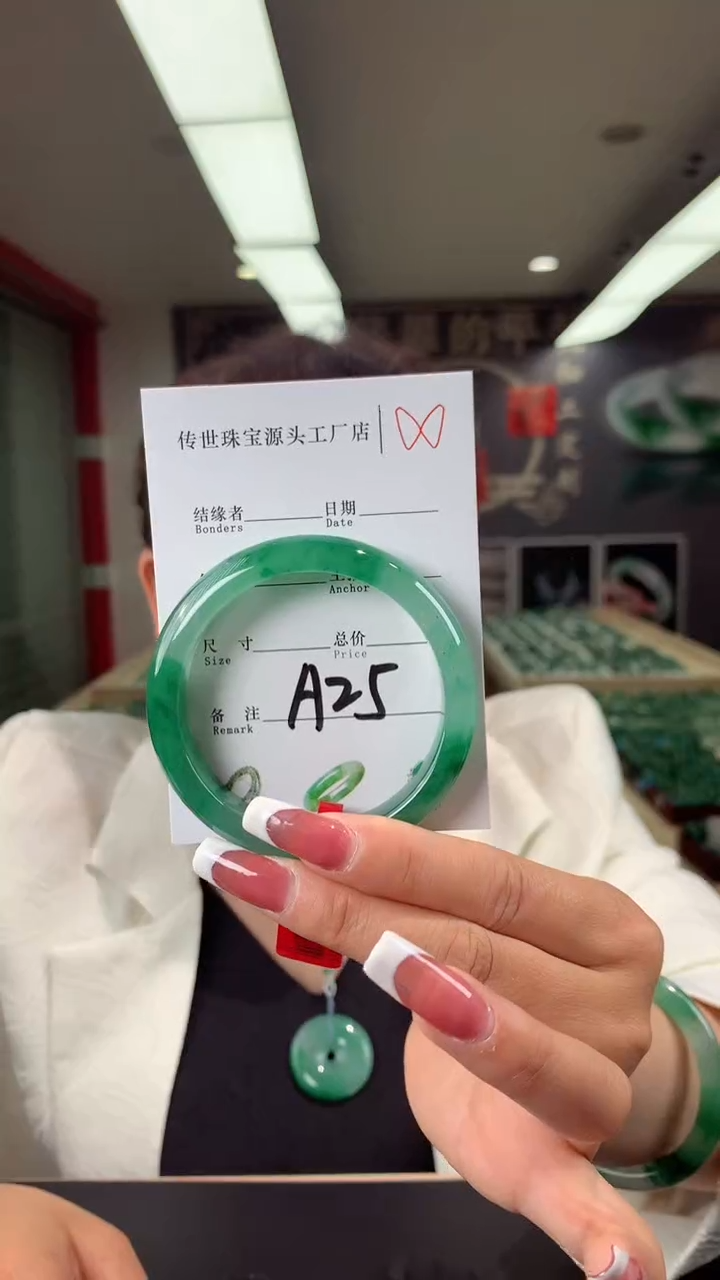 传世珠宝源头工厂店
结缘者 日期
Bonders Date
Anchor
尺 寸 总价
Size Price
备 注 A25
Remark